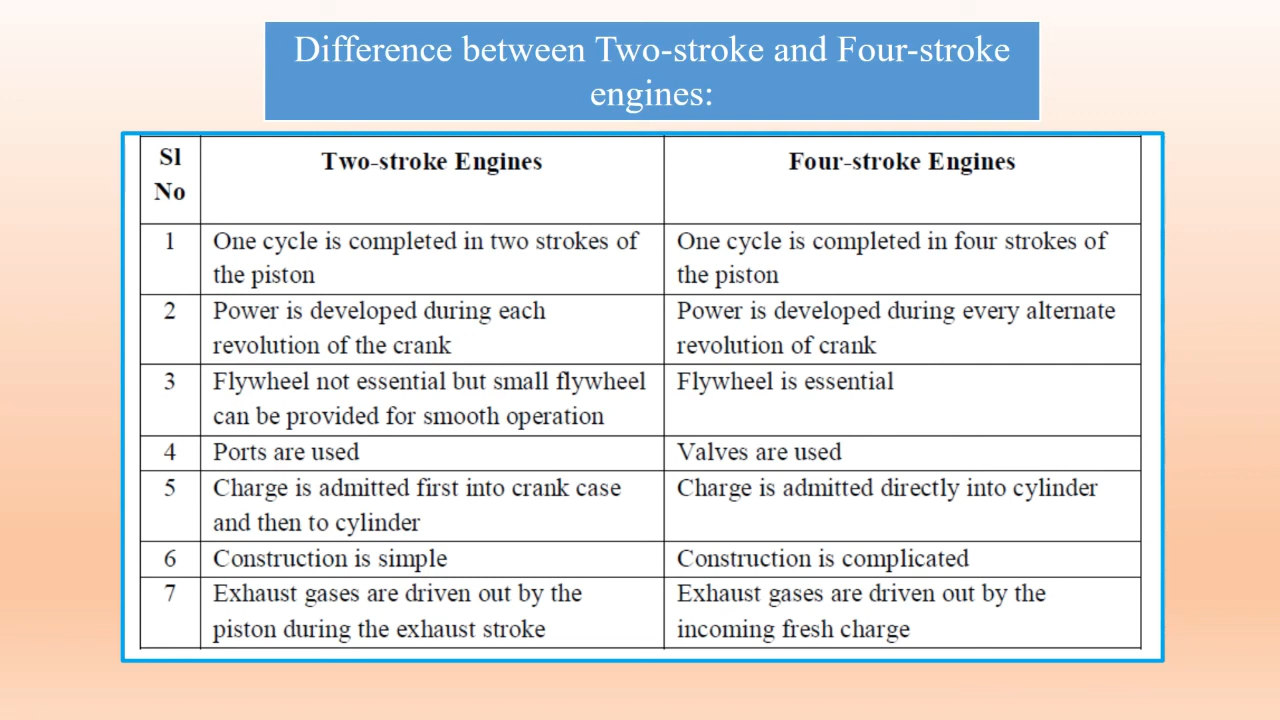 Difference between Two-stroke and Four-stroke
engines:
Sl
No
Two-stroke Engines
Four-stroke Engines
1
One cycle is completed in two strokes of
the piston
One cycle is completed in four strokes of
the piston
2
Power is developed during each
revolution of the crank
Power is developed during every alternate
revolution of crank
3
Flywheel not essential but small flywheel
can be provided for smooth operation
Flywheel is essential
4
Ports are used
Valves are used
5
Charge is admitted first into crank case
and then to cylinder
Charge is admitted directly into cylinder
6
Construction is simple
Construction is complicated
7
Exhaust gases are driven out by the
piston during the exhaust stroke
Exhaust gases are driven out by the
incoming fresh charge